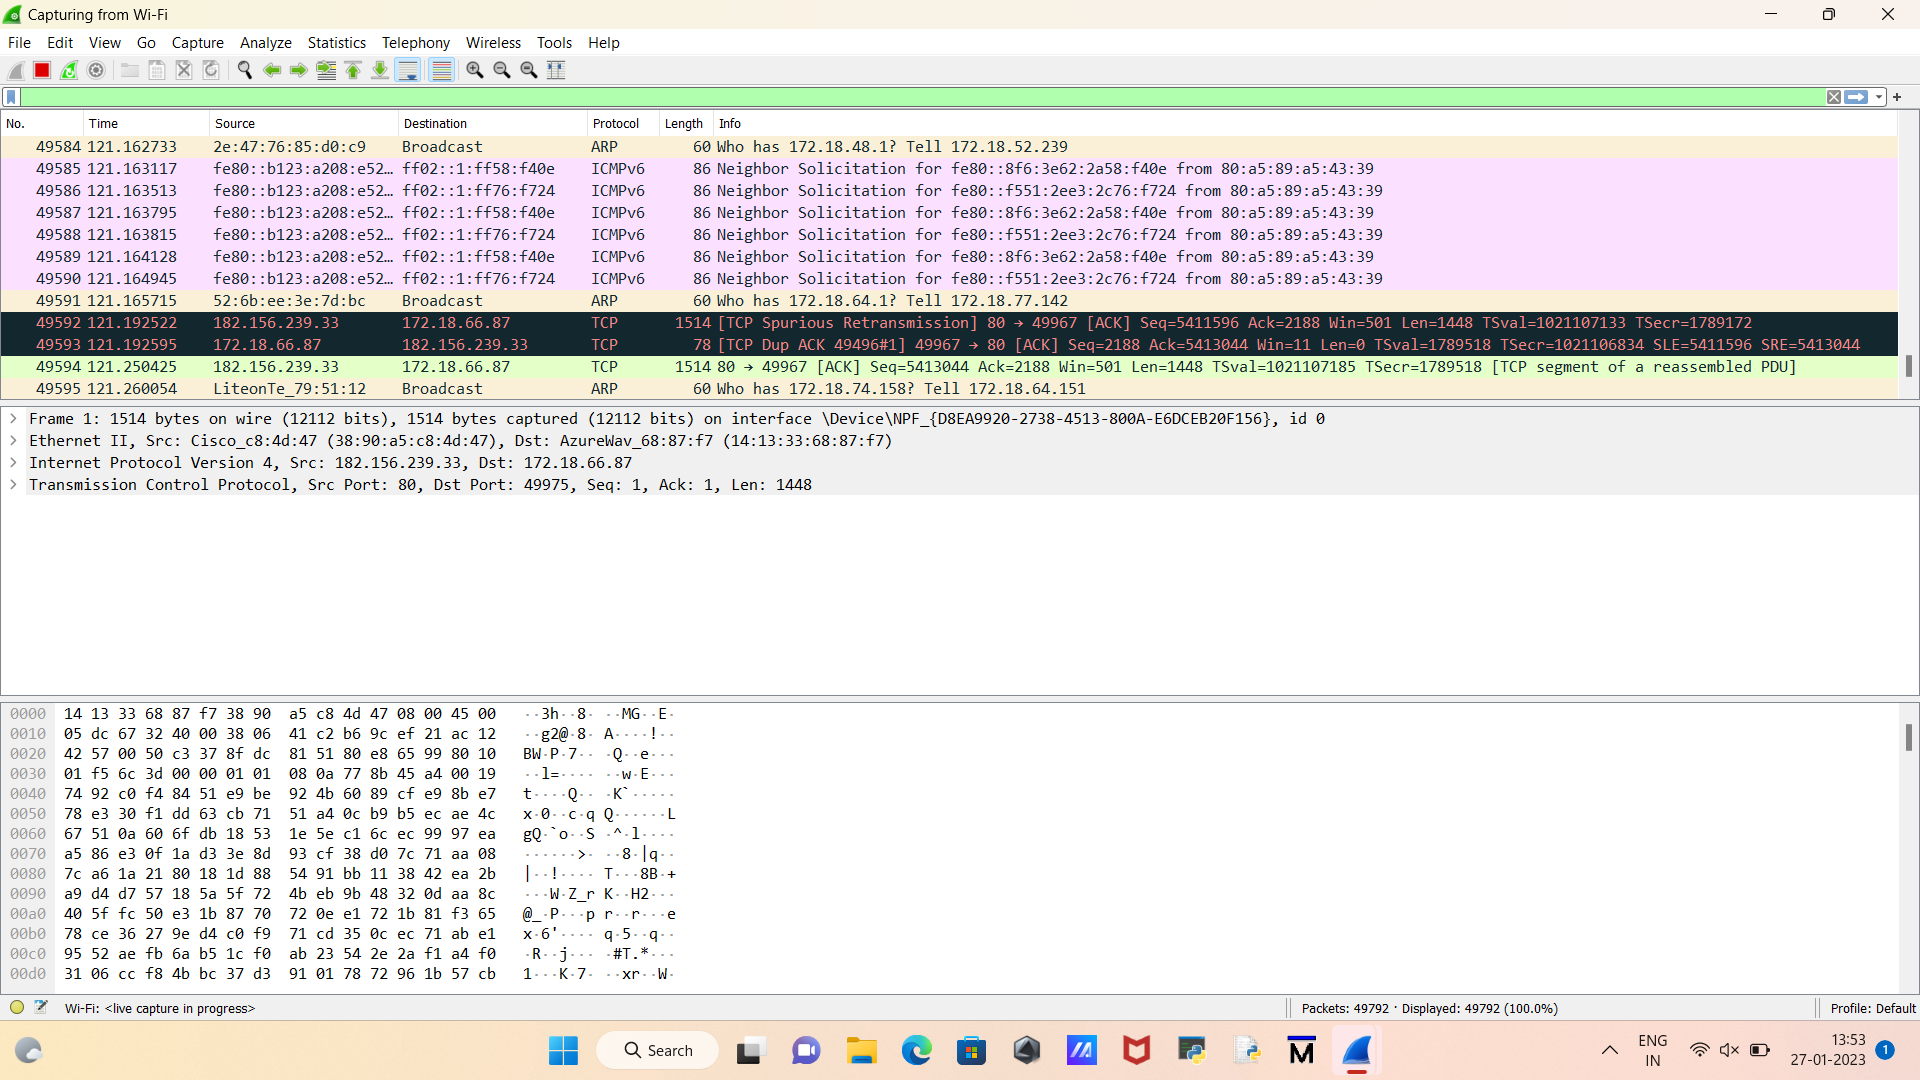 Capturing from Wi-Fi
File Edit View Go Capture Analyze Statistics Telephony Wireless Tools Help
No. Time Source Destination Protocol Length Info
49584 121.162733 2e:47:76:85:d0:c9 Broadcast ARP 60 Who has 172.18.48.1? Tell 172.18.52.239
49585 121.163117 fe80::b123:a208:e52… ff02::1:ff58:f40e ICMPv6 86 Neighbor Solicitation for fe80::8f6:3e62:2a58:f40e from 80:a5:89:a5:43:39
49586 121.163513 fe80::b123:a208:e52… ff02::1:ff76:f724 ICMPv6 86 Neighbor Solicitation for fe80::f551:2ee3:2c76:f724 from 80:a5:89:a5:43:39
49587 121.163795 fe80::b123:a208:e52… ff02::1:ff58:f40e ICMPv6 86 Neighbor Solicitation for fe80::8f6:3e62:2a58:f40e from 80:a5:89:a5:43:39
49588 121.163815 fe80::b123:a208:e52… ff02::1:ff76:f724 ICMPv6 86 Neighbor Solicitation for fe80::f551:2ee3:2c76:f724 from 80:a5:89:a5:43:39
49589 121.164128 fe80::b123:a208:e52… ff02::1:ff58:f40e ICMPv6 86 Neighbor Solicitation for fe80::8f6:3e62:2a58:f40e from 80:a5:89:a5:43:39
49590 121.164945 fe80::b123:a208:e52… ff02::1:ff76:f724 ICMPv6 86 Neighbor Solicitation for fe80::f551:2ee3:2c76:f724 from 80:a5:89:a5:43:39
49591 121.165715 52:6b:ee:3e:7d:bc Broadcast ARP 60 Who has 172.18.64.1? Tell 172.18.77.142
49592 121.192522 182.156.239.33 172.18.66.87 TCP 1514 [TCP Spurious Retransmission] 80 → 49967 [ACK] Seq=5411596 Ack=2188 Win=501 Len=1448 TSval=1021107133 TSecr=1789172
49593 121.192595 172.18.66.87 182.156.239.33 TCP 78 [TCP Dup ACK 49496#1] 49967 → 80 [ACK] Seq=2188 Ack=5413044 Win=11 Len=0 TSval=1789518 TSecr=1021106834 SLE=5411596 SRE=5413044
49594 121.250425 182.156.239.33 172.18.66.87 TCP 1514 80 → 49967 [ACK] Seq=5413044 Ack=2188 Win=501 Len=1448 TSval=1021107185 TSecr=1789518 [TCP segment of a reassembled PDU]
49595 121.260054 LiteonTe_79:51:12 Broadcast ARP 60 Who has 172.18.74.158? Tell 172.18.64.151
Frame 1: 1514 bytes on wire (12112 bits), 1514 bytes captured (12112 bits) on interface \Device\NPF_{D8EA9920-2738-4513-800A-E6DCEB20F156}, id 0
Ethernet II, Src: Cisco_c8:4d:47 (38:90:a5:c8:4d:47), Dst: AzureWav_68:87:f7 (14:13:33:68:87:f7)
Internet Protocol Version 4, Src: 182.156.239.33, Dst: 172.18.66.87
Transmission Control Protocol, Src Port: 80, Dst Port: 49975, Seq: 1, Ack: 1, Len: 1448
0000 14 13 33 68 87 f7 38 90 a5 c8 4d 47 08 00 45 00 ··3h··8· ··MG··E·
0010 05 dc 67 32 40 00 38 06 41 c2 b6 9c ef 21 ac 12 ··g2@·8· A····!··
0020 42 57 00 50 c3 37 8f dc 81 51 80 e8 65 99 80 10 BW·P·7·· ·Q··e···
0030 01 f5 6c 3d 00 00 01 01 08 0a 77 8b 45 a4 00 19 ··l=···· ··w·E···
0040 74 92 c0 f4 84 51 e9 be 92 4b 60 89 cf e9 8b e7 t····Q·· ·K`·····
0050 78 e3 30 f1 dd 63 cb 71 51 a4 0c b9 b5 ec ae 4c x·0··c·q Q······L
0060 67 51 0a 60 6f db 18 53 1e 5e c1 6c ec 99 97 ea gQ·`o··S ·^·l····
0070 a5 86 e3 0f 1a d3 3e 8d 93 cf 38 d0 7c 71 aa 08 ······>· ··8·|q··
0080 7c a6 1a 21 80 18 1d 88 54 91 bb 11 38 42 ea 2b |··!···· T···8B·+
0090 a9 d4 d7 57 18 5a 5f 72 4b eb 9b 48 32 0d aa 8c ···W·Z_r K··H2···
00a0 40 5f fc 50 e3 1b 87 70 72 0e e1 72 1b 81 f3 65 @_·P···p r··r···e
00b0 78 ce 36 27 9e d4 c0 f9 71 cd 35 0c ec 71 ab e1 x·6'···· q·5··q··
00c0 95 52 ae fb 6a b5 1c f0 ab 23 54 2e 2a f1 a4 f0 ·R··j··· ·#T.*···
00d0 31 06 cc f8 4b bc 37 d3 91 01 78 72 96 1b 57 cb 1···K·7· ··xr··W·
Wi-Fi: <live capture in progress> Packets: 49792 · Displayed: 49792 (100.0%) Profile: Default
Search
ENG
IN
13:53
27-01-2023
1